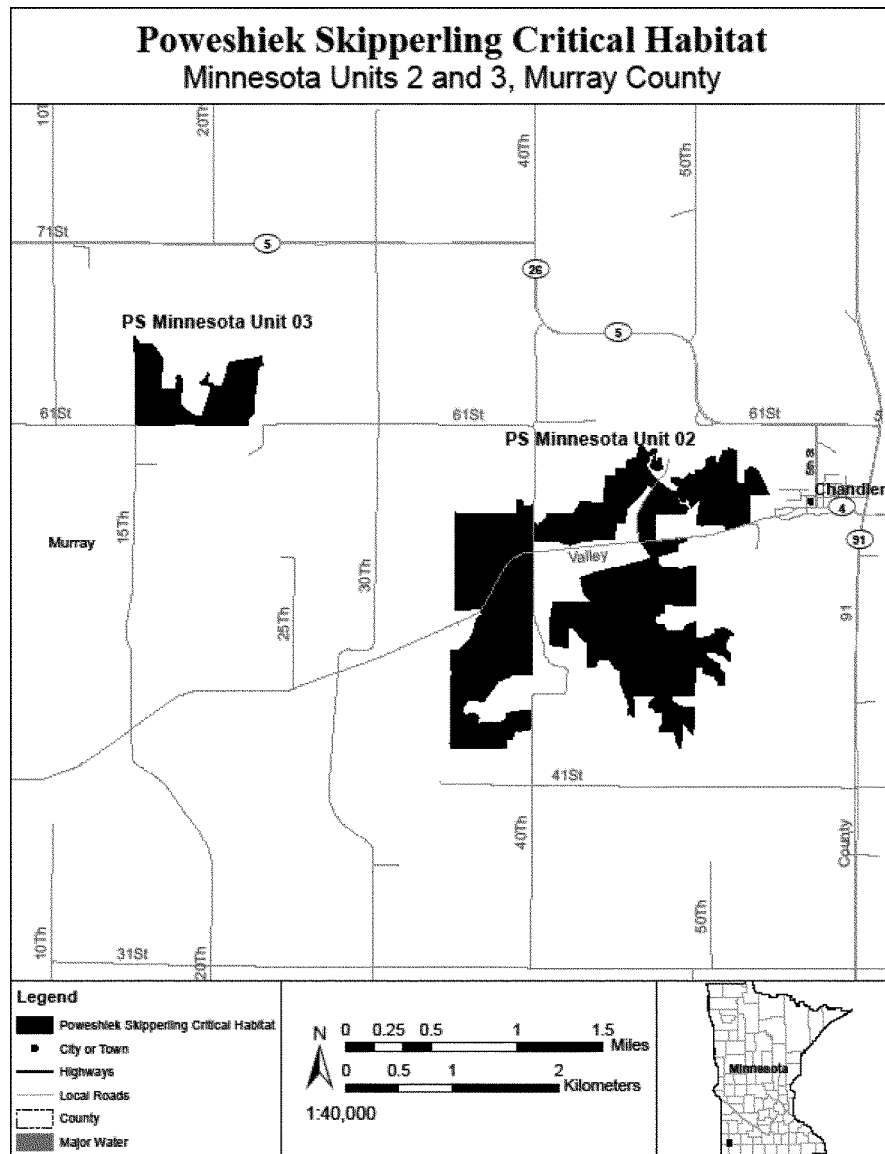 Poweshiek Skipperling Critical Habitat
Minnesota Units 2 and 3, Murray County
20Th
40Th
50Th
71St
5
26
5
PS Minnesota Unit 03
61St
61St
61St
PS Minnesota Unit 02
Chandler
4
91
Murray
15Th
25Th
30Th
Valley
91
41St
40Th
County
10Th
20Th
31St
50Th
Legend
Poweshiek Skipperling Critical Habitat
City or Town
Highways
Local Roads
County
Major Water
N
0 0.25 0.5 1 1.5
Miles
0 0.5 1 2
Kilometers
1:40,000
Minnesota